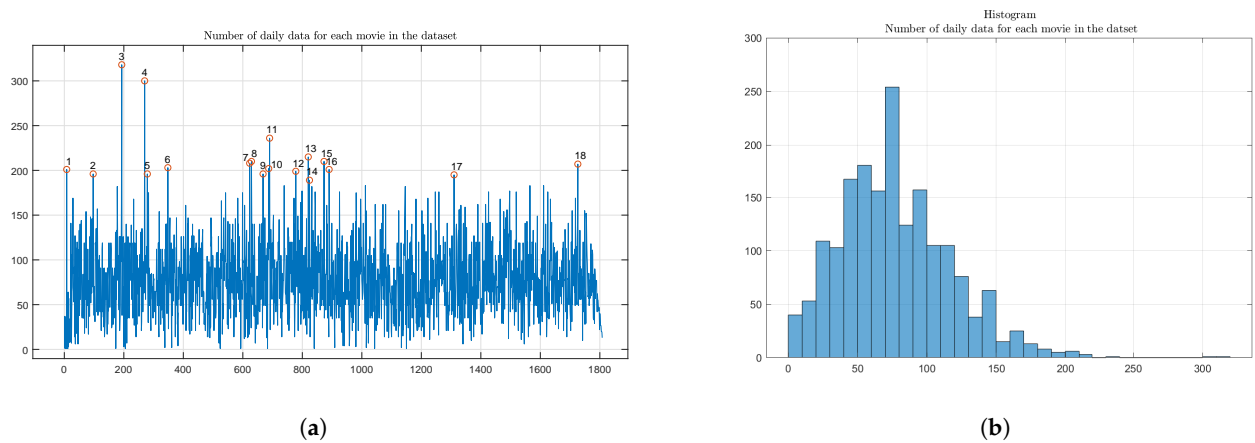 Number of daily data for each movie in the dataset
300
250
200
150
100
50
0
0 200 400 600 800 1000 1200 1400 1600 1800
1 2 3 4 5 6 7 8 9 10 11 12 13 14 15 16 17 18
(a)
Histogram
Number of daily data for each movie in the datset
300
250
200
150
100
50
0
0 50 100 150 200 250 300
(b)